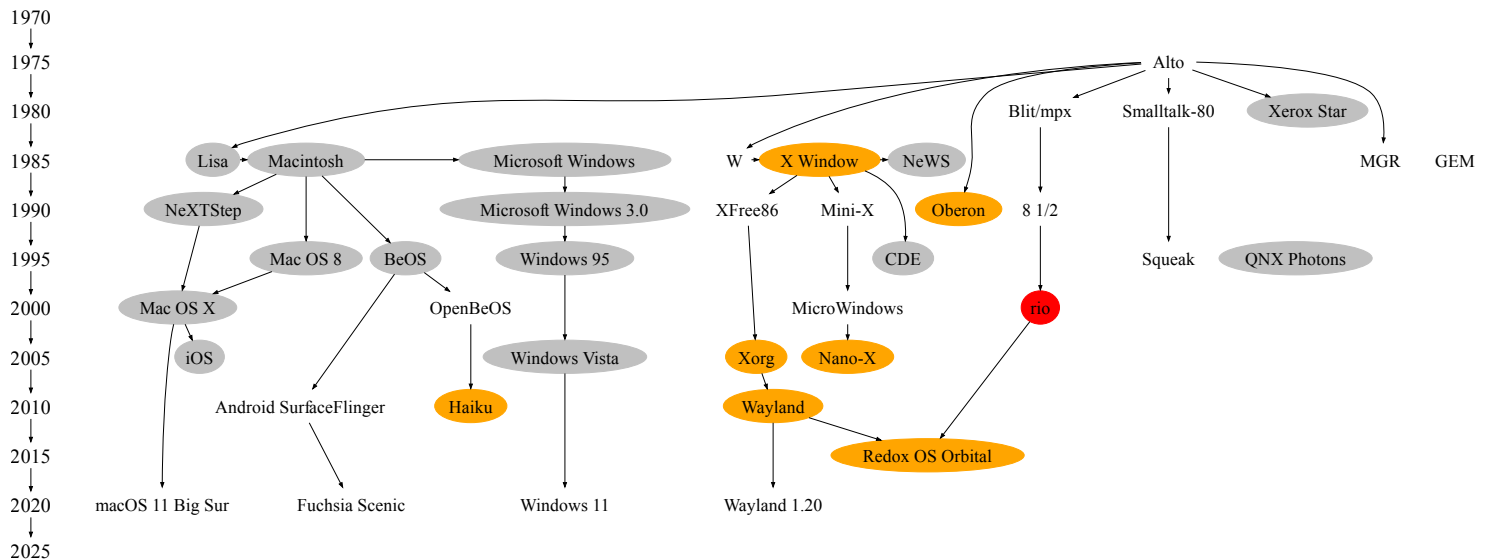 1970
1975
Alto
1980
Blit/mpx
Smalltalk-80
Xerox Star
1985
Lisa
Macintosh
Microsoft Windows
W
X Window
NeWS
MGR
GEM
1990
NeXTStep
Microsoft Windows 3.0
XFree86
Mini-X
Oberon
8 1/2
1995
Mac OS 8
BeOS
Windows 95
CDE
Squeak
QNX Photons
2000
Mac OS X
OpenBeOS
MicroWindows
rio
2005
iOS
Windows Vista
Xorg
Nano-X
2010
Android SurfaceFlinger
Haiku
Wayland
2015
Redox OS Orbital
2020
macOS 11 Big Sur
Fuchsia Scenic
Windows 11
Wayland 1.20
2025